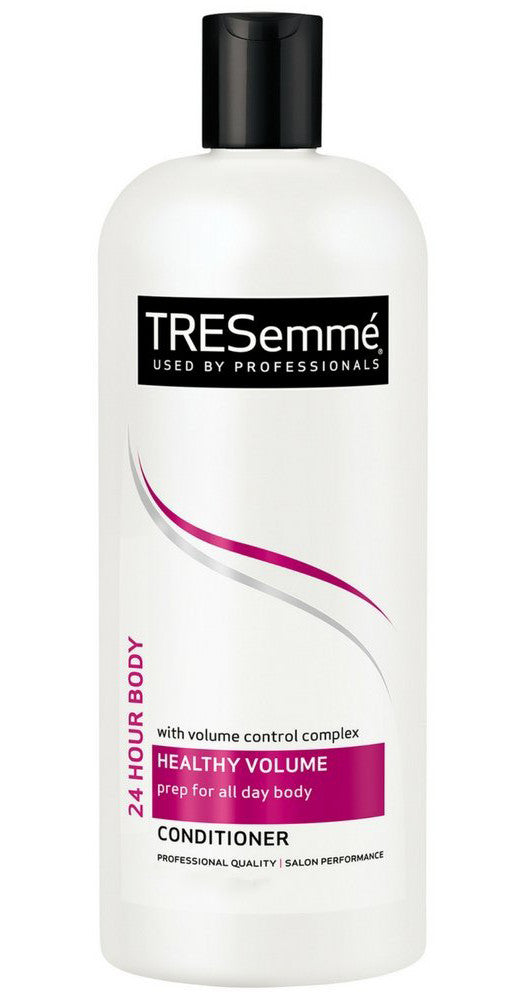 TRESemmé®
USED BY PROFESSIONALS
24 HOUR BODY
with volume control complex
HEALTHY VOLUME
prep for all day body
CONDITIONER
PROFESSIONAL QUALITY | SALON PERFORMANCE